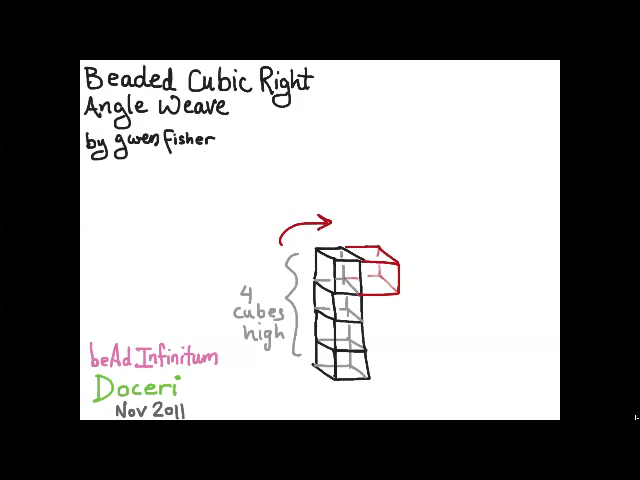 Beaded Cubic Right
Angle Weave
by gwen fisher
4
cubes
high
beAd Infinitum
Doceri
Nov 2011